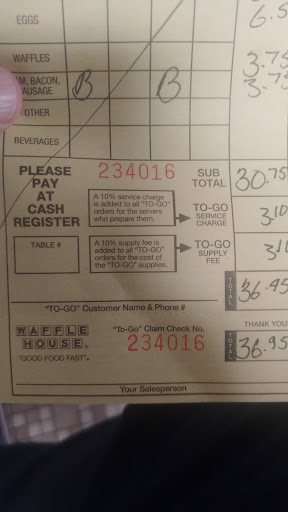 EGGS 6.5
WAFFLES 3.75
M, BACON, AUSAGE B B 3.75
OTHER
BEVERAGES
PLEASE PAY AT CASH REGISTER
234016
SUB TOTAL 30.75
A 10% service charge
is added to all "TO-GO"
orders for the servers
who prepare them.
TO-GO SERVICE CHARGE 310
TABLE #
A 10% supply fee is
added to all "TO-GO"
orders for the cost of
the "TO-GO" supplies.
TO-GO SUPPLY FEE 310
TOTAL 36.95
"TO-GO" Customer Name & Phone #
THANK YOU
WAFFLE HOUSE®
"GOOD FOOD FAST"®
"To-Go" Claim Check No.
234016
TOTAL 36.95
Your Salesperson